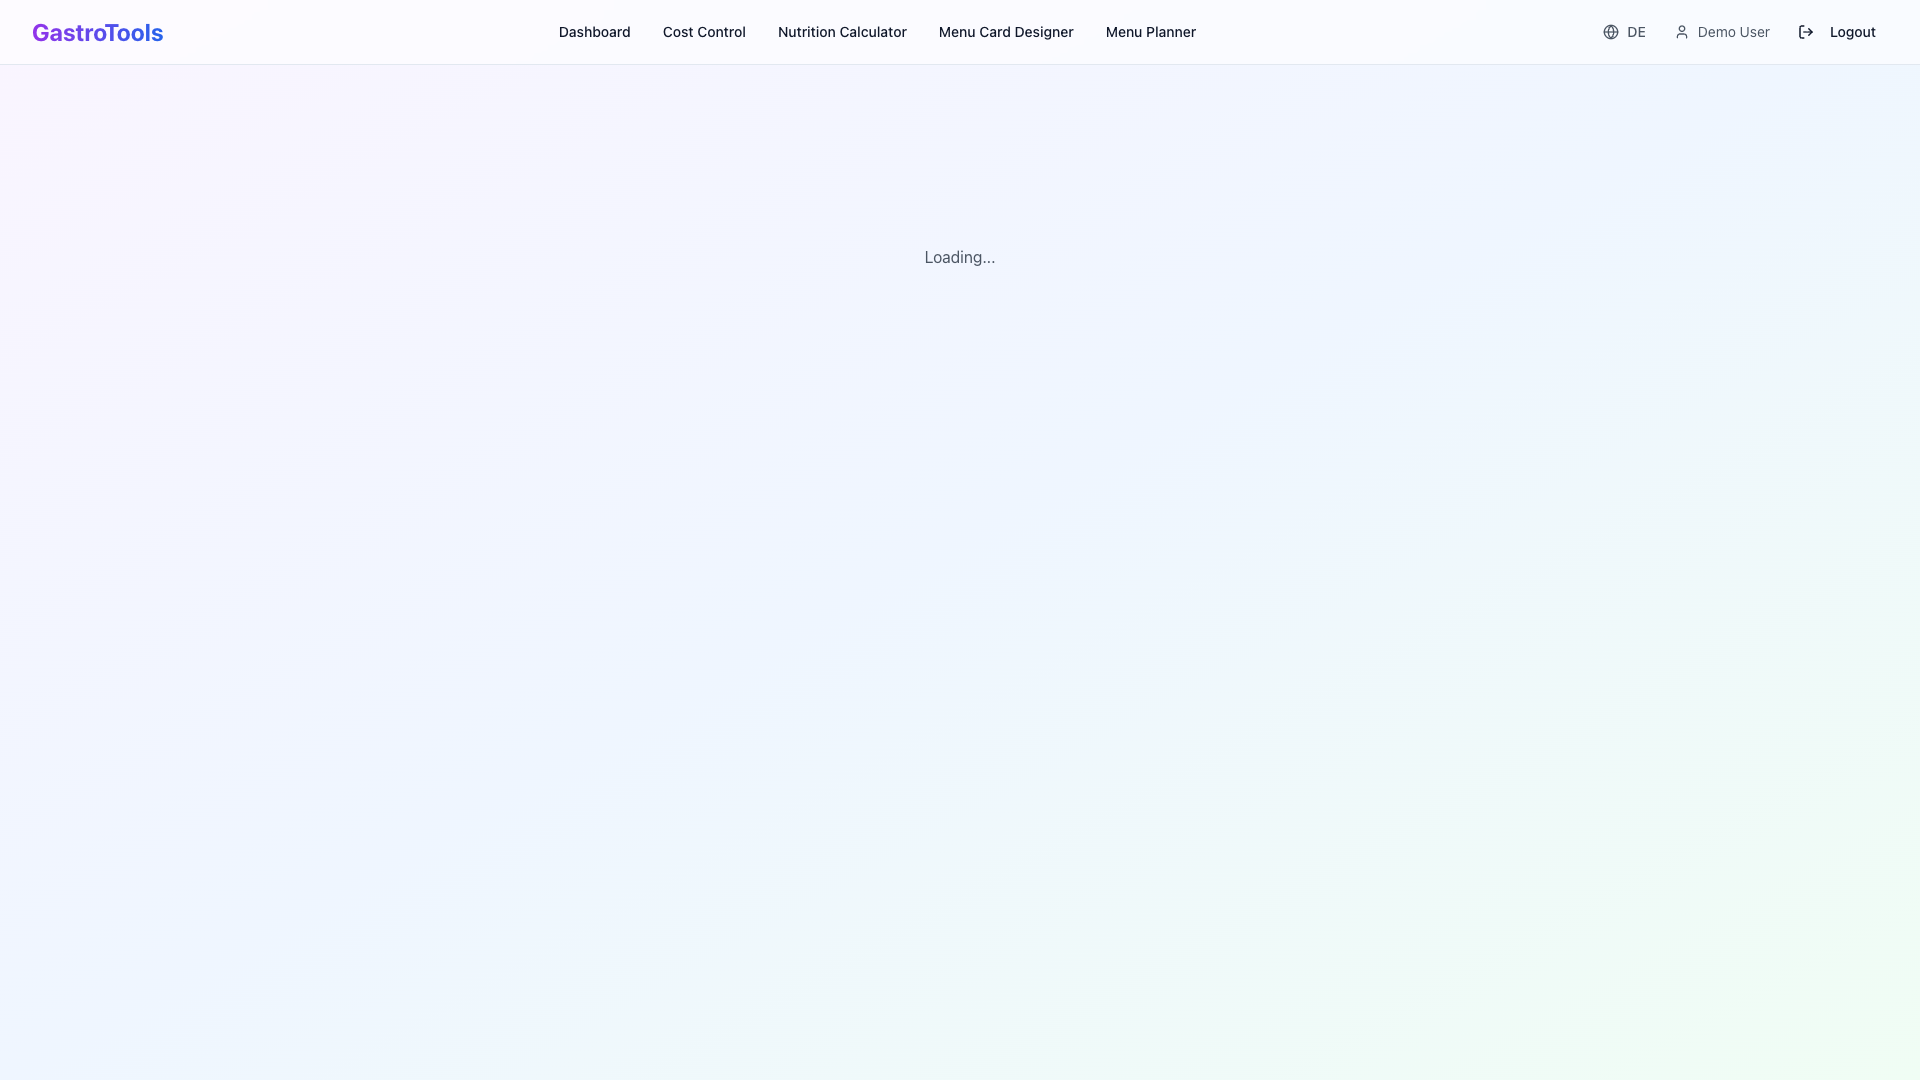 GastroTools
Dashboard
Cost Control
Nutrition Calculator
Menu Card Designer
Menu Planner
DE
Demo User
Logout
Loading...